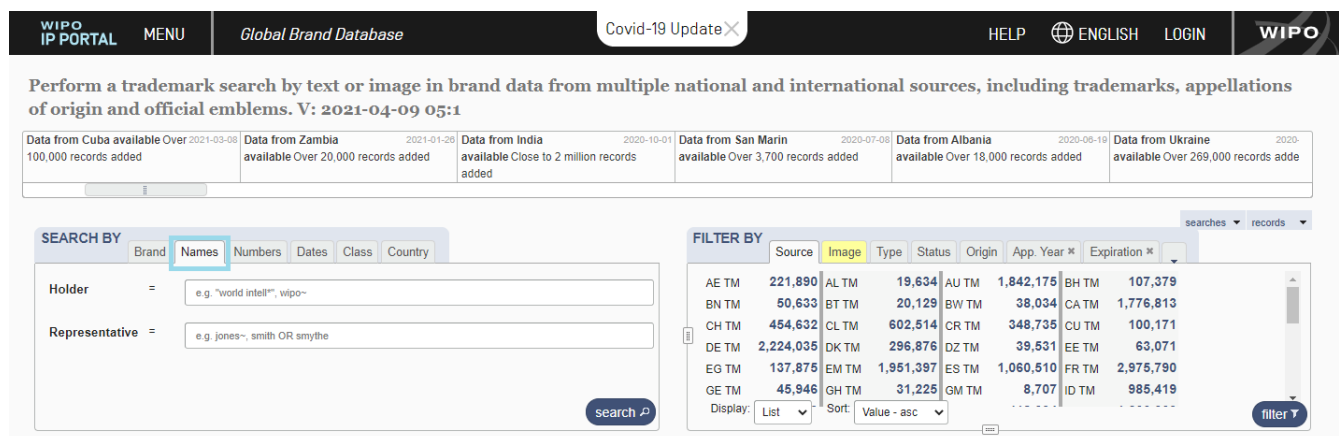 WIPO
IP PORTAL MENU Global Brand Database Covid-19 Update HELP ENGLISH LOGIN WIPO
Perform a trademark search by text or image in brand data from multiple national and international sources, including trademarks, appellations
of origin and official emblems. V: 2021-04-09 05:1
Data from Cuba available Over 2021-03-08 Data from Zambia 2021-01-26 Data from India 2020-10-01 Data from San Marin 2020-07-08 Data from Albania 2020-06-19 Data from Ukraine 2020-
100,000 records added available Over 20,000 records added available Close to 2 million records available Over 3,700 records added available Over 18,000 records added available Over 269,000 records adde
added
searches records
SEARCH BY Brand Names Numbers Dates Class Country
Holder = e.g. "world intell*", wipo~
Representative = e.g. jones~, smith OR smythe
search
FILTER BY Source Image Type Status Origin App. Year Expiration
AE TM 221,890 AL TM 19,634 AU TM 1,842,175 BH TM 107,379
BN TM 50,633 BT TM 20,129 BW TM 38,034 CA TM 1,776,813
CH TM 454,632 CL TM 602,514 CR TM 348,735 CU TM 100,171
DE TM 2,224,035 DK TM 296,876 DZ TM 39,531 EE TM 63,071
EG TM 137,875 EM TM 1,951,397 ES TM 1,060,510 FR TM 2,975,790
GE TM 45,946 GH TM 31,225 GM TM 8,707 ID TM 985,419
Display: List Sort: Value - asc
filter